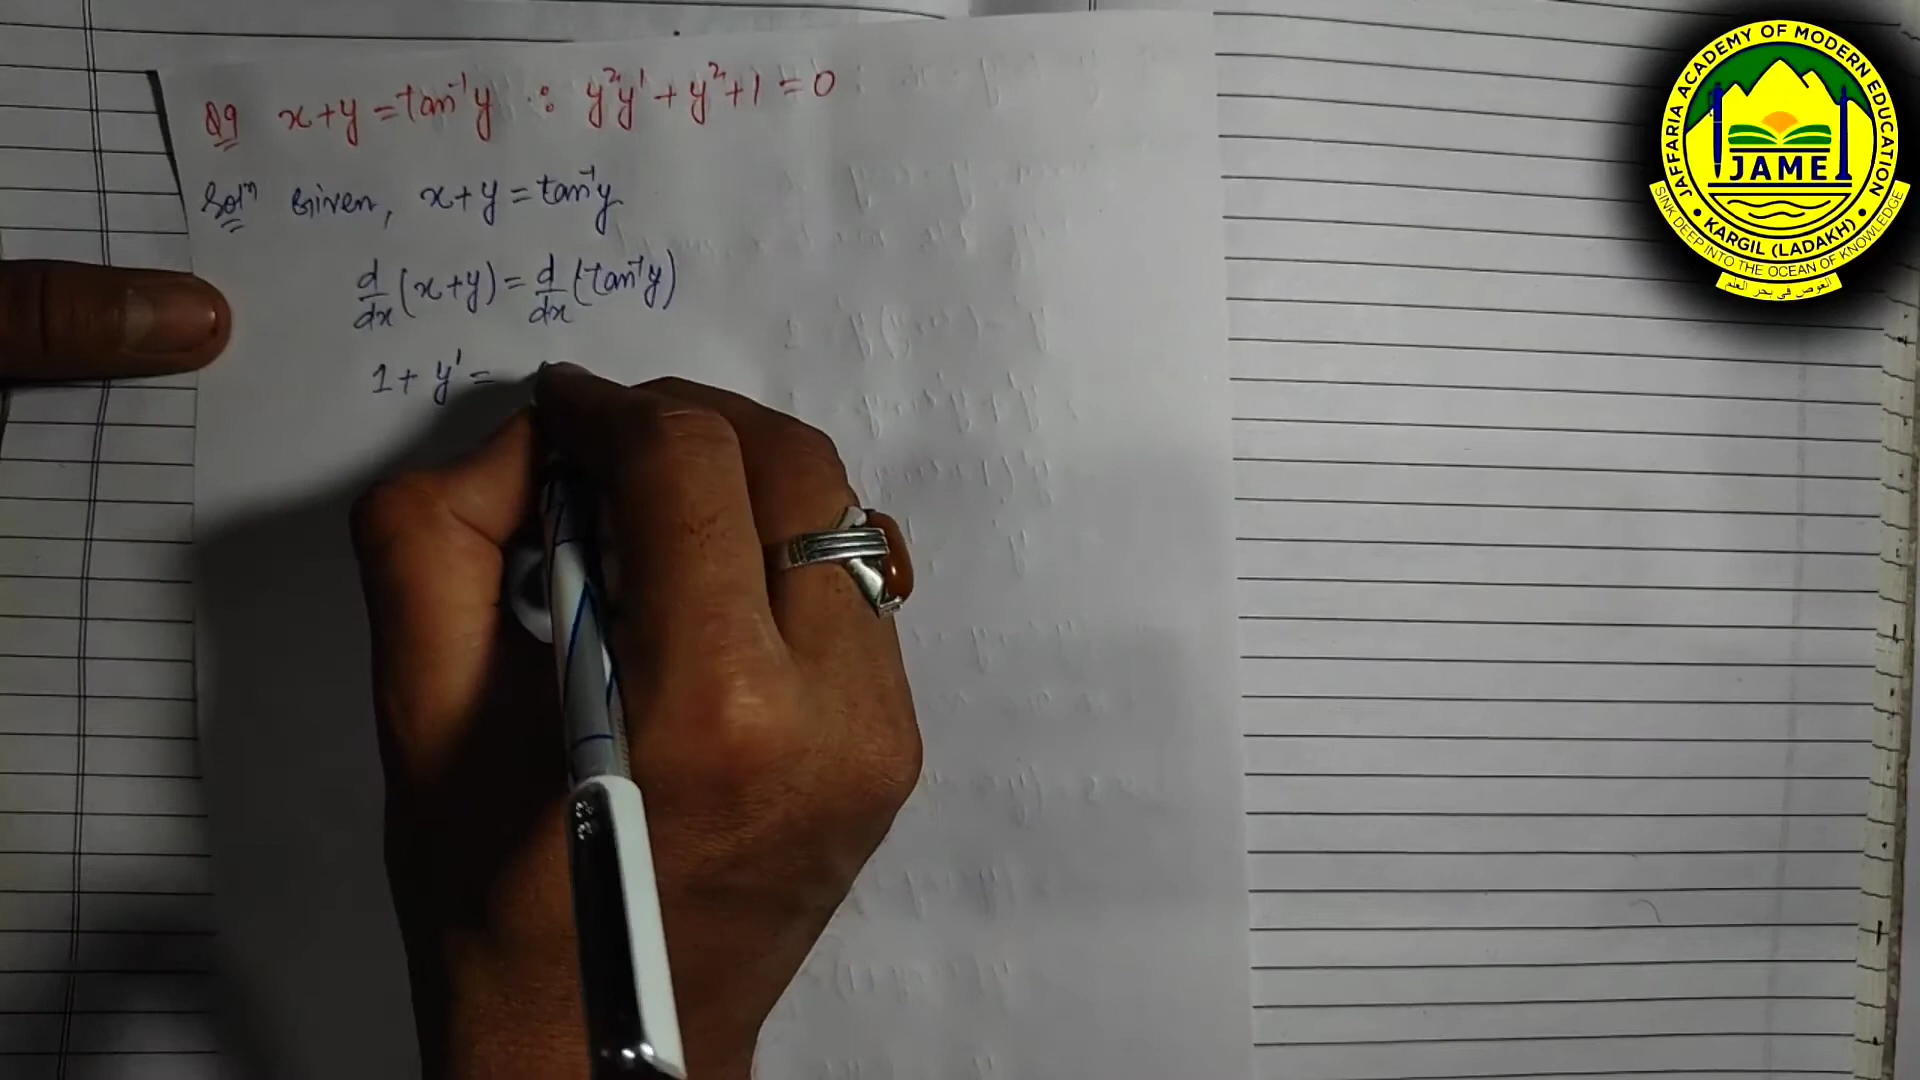 Q9 x+y = tan⁻¹y : y²y' + y² + 1 = 0
Solⁿ Given, x+y = tan⁻¹y
d/dx (x+y) = d/dx (tan⁻¹y)
1 + y' =
JAFFARIA ACADEMY OF MODERN EDUCATION
JAME
• KARGIL (LADAKH) •
SINK DEEP INTO THE OCEAN OF KNOWLEDGE
الغوص في بحر العلم